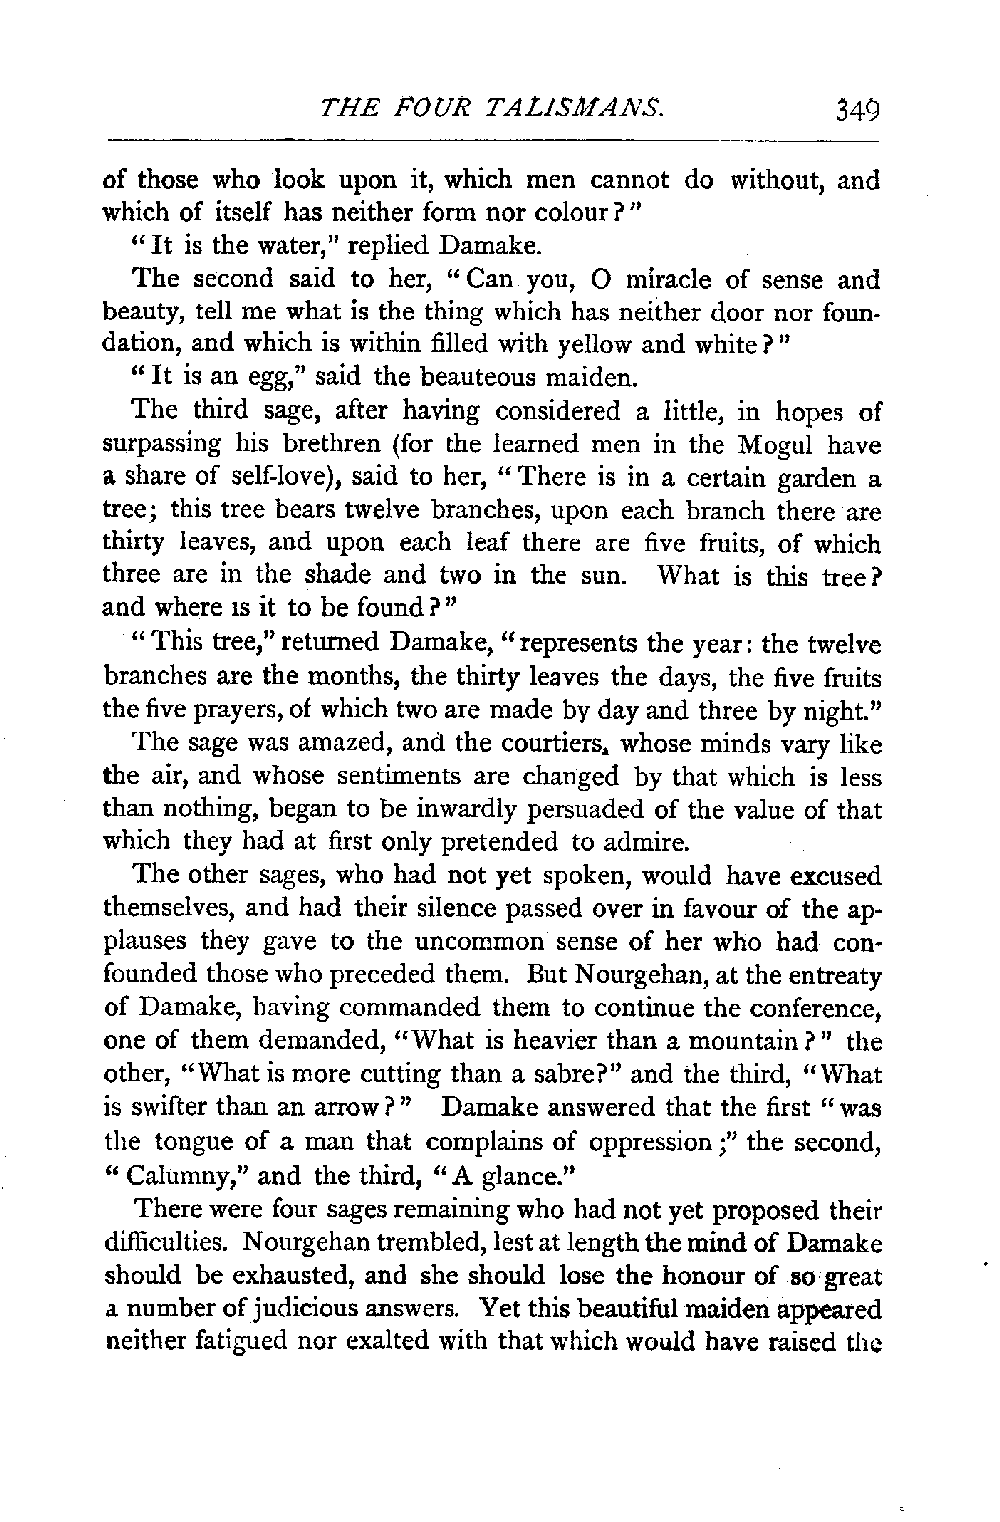 THE FOUR TALISMANS. 349
of those who look upon it, which men cannot do without, and
which of itself has neither form nor colour?"
"It is the water," replied Damake.
The second said to her, "Can you, O miracle of sense and
beauty, tell me what is the thing which has neither door nor foun-
dation, and which is within filled with yellow and white?"
"It is an egg," said the beauteous maiden.
The third sage, after having considered a little, in hopes of
surpassing his brethren (for the learned men in the Mogul have
a share of self-love), said to her, "There is in a certain garden a
tree; this tree bears twelve branches, upon each branch there are
thirty leaves, and upon each leaf there are five fruits, of which
three are in the shade and two in the sun. What is this tree?
and where is it to be found?"
"This tree," returned Damake, "represents the year: the twelve
branches are the months, the thirty leaves the days, the five fruits
the five prayers, of which two are made by day and three by night."
The sage was amazed, and the courtiers, whose minds vary like
the air, and whose sentiments are changed by that which is less
than nothing, began to be inwardly persuaded of the value of that
which they had at first only pretended to admire.
The other sages, who had not yet spoken, would have excused
themselves, and had their silence passed over in favour of the ap-
plauses they gave to the uncommon sense of her who had con-
founded those who preceded them. But Nourgehan, at the entreaty
of Damake, having commanded them to continue the conference,
one of them demanded, "What is heavier than a mountain?" the
other, "What is more cutting than a sabre?" and the third, "What
is swifter than an arrow?" Damake answered that the first "was
the tongue of a man that complains of oppression;" the second,
"Calumny," and the third, "A glance."
There were four sages remaining who had not yet proposed their
difficulties. Nourgehan trembled, lest at length the mind of Damake
should be exhausted, and she should lose the honour of so great
a number of judicious answers. Yet this beautiful maiden appeared
neither fatigued nor exalted with that which would have raised the